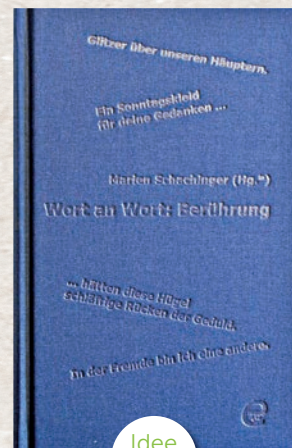 Glitzer über unseren Häuptern.
Ein Sonntagskleid
für deine Gedanken ...
Marlen Schachinger (Hg.ⁱⁿ)
Wort an Wort: Berührung
... hätten diese Hügel
schläfrige Rücken der Geduld.
In der Fremde bin ich eine andere.
e
Idee